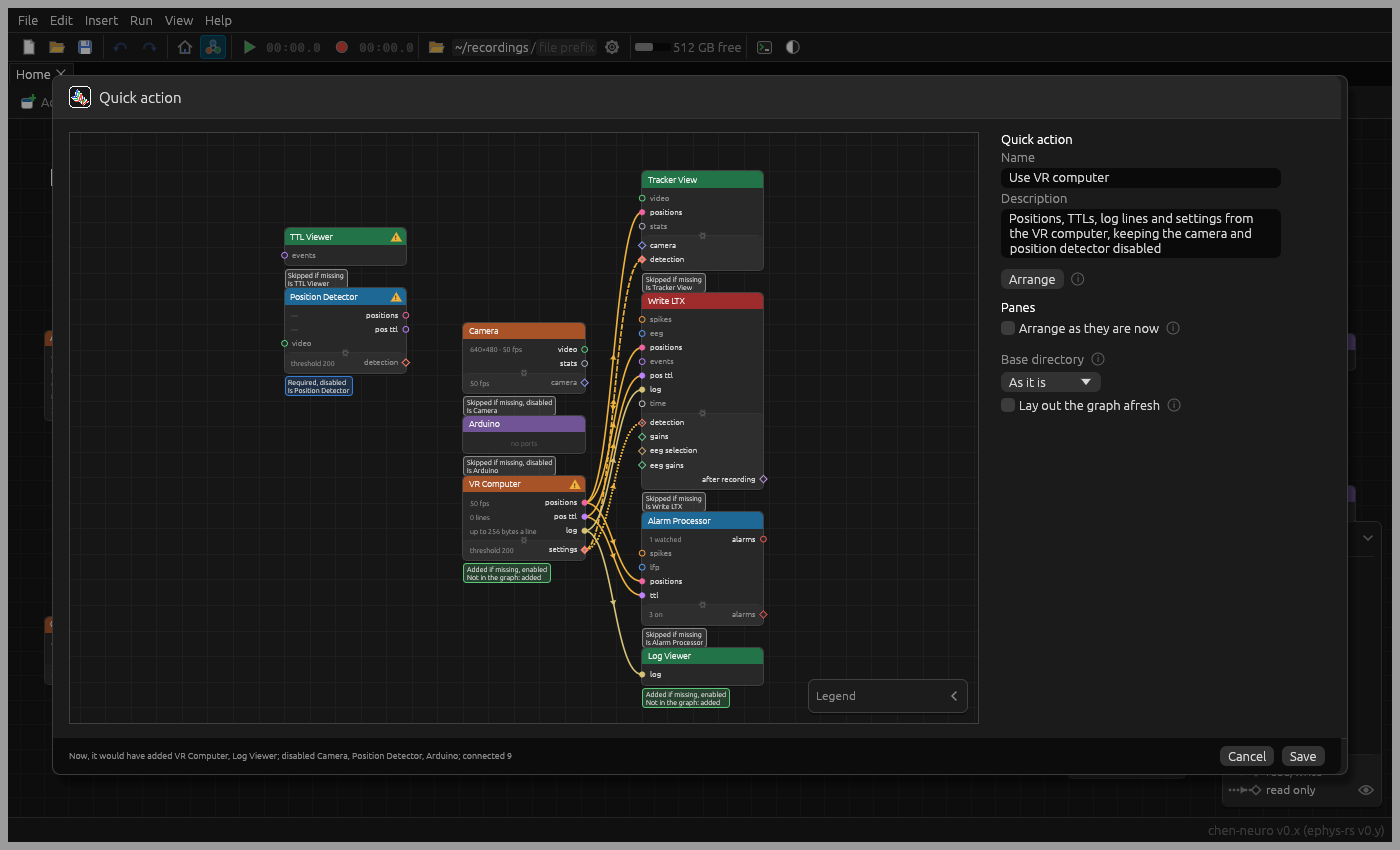 File Edit Insert Run View Help
00:00.0 00:00.0 ~/recordings/ file prefix 512 GB free
Home
Quick action
Tracker View
video
positions
stats
camera
detection
Skipped if missing
Is Tracker View
TTL Viewer
events
Skipped if missing
Is TTL Viewer
Position Detector
positions
pos ttl
video
threshold 200 detection
Required, disabled
Is Position Detector
Camera
640×480 · 50 fps video
stats
50 fps camera
Skipped if missing, disabled
Is Camera
Arduino
no ports
Skipped if missing, disabled
Is Arduino
VR Computer
50 fps positions
0 lines pos ttl
up to 256 bytes a line log
threshold 200 settings
Added if missing, enabled
Not in the graph: added
Write LTX
spikes
eeg
positions
events
pos ttl
log
time
detection
gains
eeg selection
eeg gains
after recording
Skipped if missing
Is Write LTX
Alarm Processor
1 watched alarms
spikes
lfp
positions
ttl
3 on alarms
Skipped if missing
Is Alarm Processor
Log Viewer
log
Added if missing, enabled
Not in the graph: added
Legend
Quick action
Name
Use VR computer
Description
Positions, TTLs, log lines and settings from
the VR computer, keeping the camera and
position detector disabled
Arrange
Panes
Arrange as they are now
Base directory
As it is
Lay out the graph afresh
Now, it would have added VR Computer, Log Viewer; disabled Camera, Position Detector, Arduino; connected 9
Cancel Save
read only
chen-neuro v0.x (ephys-rs v0.y)